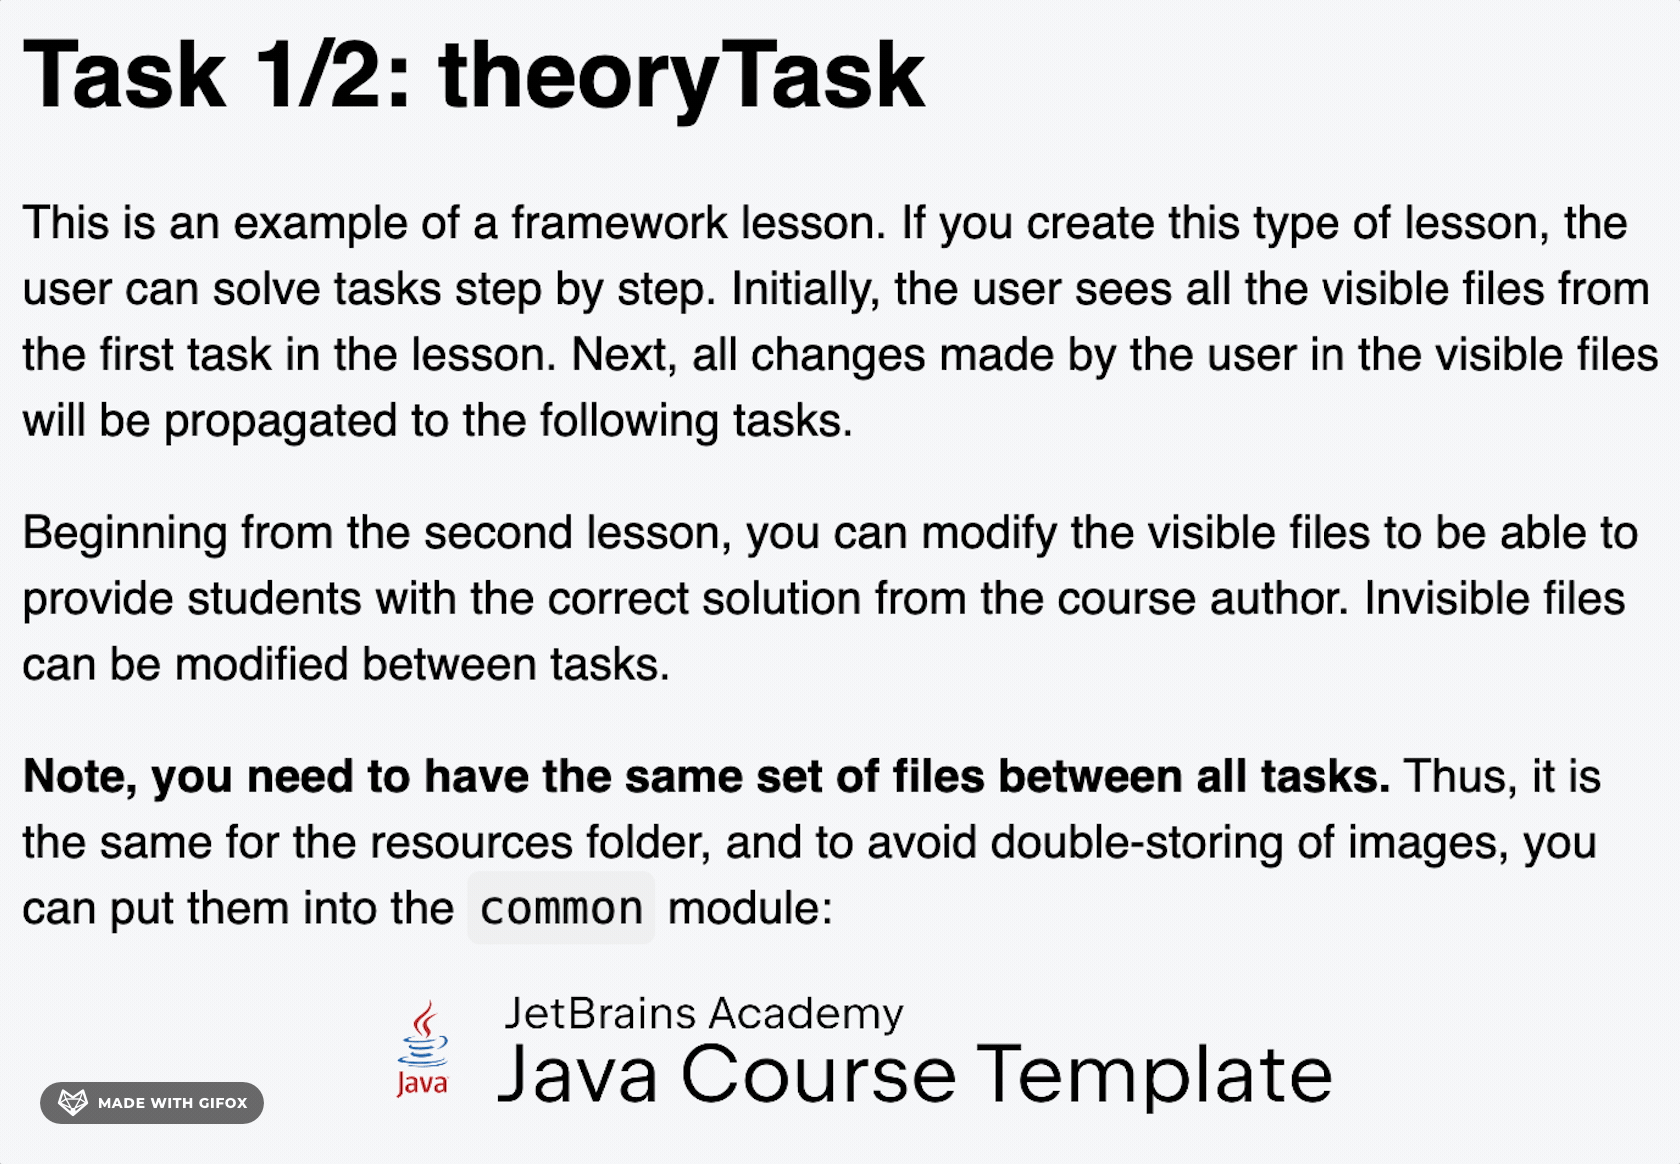 Task 1/2: theoryTask
This is an example of a framework lesson. If you create this type of lesson, the
user can solve tasks step by step. Initially, the user sees all the visible files from
the first task in the lesson. Next, all changes made by the user in the visible files
will be propagated to the following tasks.
Beginning from the second lesson, you can modify the visible files to be able to
provide students with the correct solution from the course author. Invisible files
can be modified between tasks.
Note, you need to have the same set of files between all tasks. Thus, it is
the same for the resources folder, and to avoid double-storing of images, you
can put them into the common module:
JetBrains Academy
Java Course Template
Java
MADE WITH GIFOX